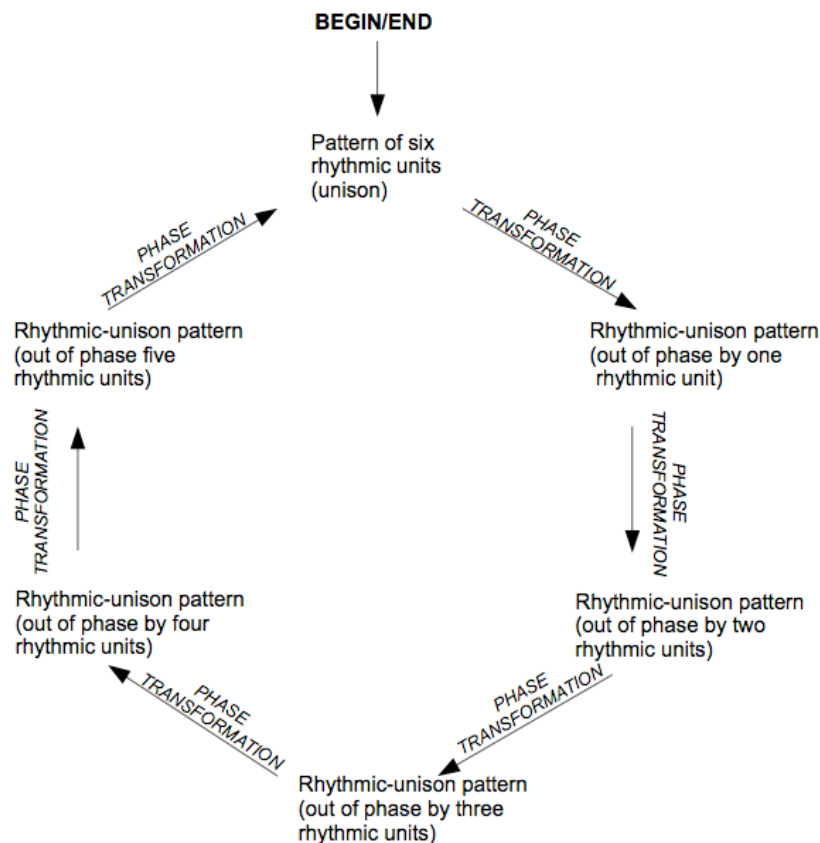 BEGIN/END
Pattern of six
rhythmic units
(unison)
PHASE
TRANSFORMATION
Rhythmic-unison pattern
(out of phase by one
rhythmic unit)
PHASE
TRANSFORMATION
Rhythmic-unison pattern
(out of phase by two
rhythmic units)
PHASE
TRANSFORMATION
Rhythmic-unison pattern
(out of phase by three
rhythmic units)
PHASE
TRANSFORMATION
Rhythmic-unison pattern
(out of phase by four
rhythmic units)
PHASE
TRANSFORMATION
Rhythmic-unison pattern
(out of phase five
rhythmic units)
PHASE
TRANSFORMATION